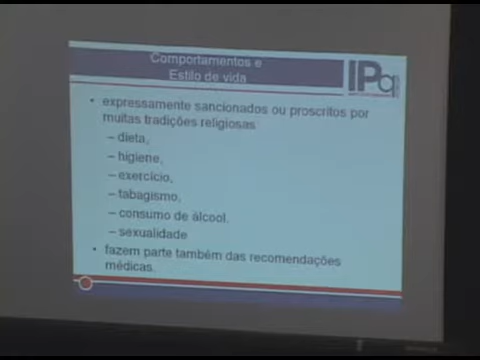 Comportamentos e
Estilo de vida
IPq
• expressamente sancionados ou proscritos por
muitas tradições religiosas
– dieta,
– higiene,
– exercício,
– tabagismo,
– consumo de álcool.
– sexualidade
• fazem parte também das recomendações
médicas.